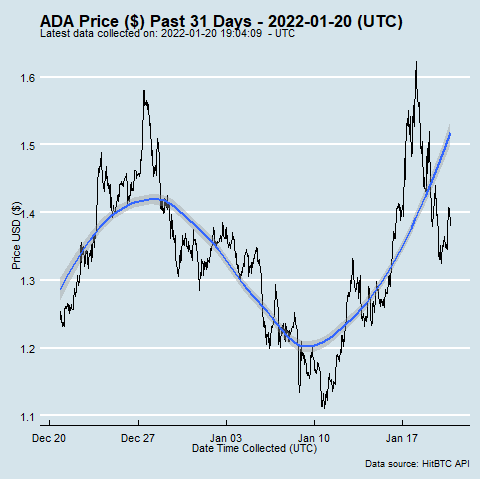 ADA Price ($) Past 31 Days - 2022-01-20 (UTC)
Latest data collected on: 2022-01-20 19:04:09  - UTC
1.6
1.5
1.4
1.3
1.2
1.1
Price USD ($)
Dec 20 Dec 27 Jan 03 Jan 10 Jan 17
Date Time Collected (UTC)
Data source: HitBTC API